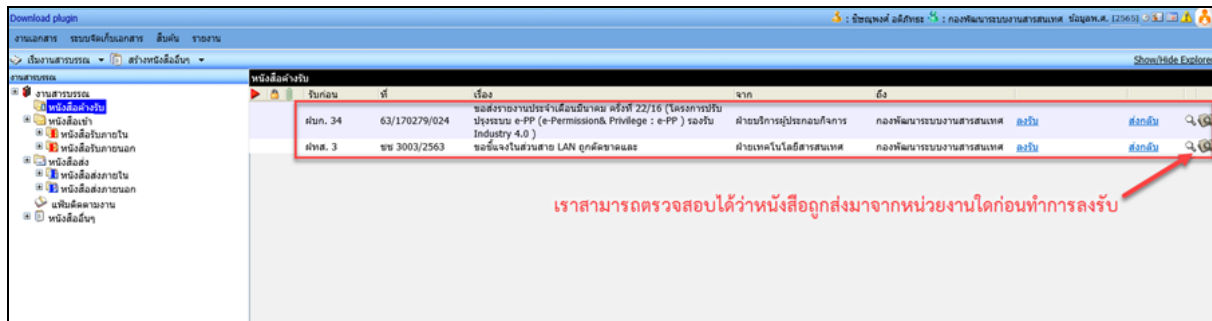 Download plugin
: ชิษณุพงศ์ อดิภัทธะ : กองพัฒนาระบบงานสารสนเทศ ข้อมูลพ.ศ. [2565]
งานเอกสาร ระบบจัดเก็บเอกสาร สืบค้น รายงาน
เริ่มงานสารบรรณ สร้างหนังสืออื่นๆ Show/Hide Explorer
งานสารบรรณ
หนังสือค้างรับ
งานสารบรรณ
หนังสือค้างรับ
หนังสือเข้า
หนังสือรับภายใน
หนังสือรับภายนอก
หนังสือส่ง
หนังสือส่งภายใน
หนังสือส่งภายนอก
แฟ้มติดตามงาน
หนังสืออื่นๆ
รับก่อน ที่ เรื่อง จาก ถึง
ขอส่งรายงานประจำเดือนมีนาคม ครั้งที่ 22/16 (โครงการปรับ
ฝบก. 34 63/170279/024 ปรุงระบบ e-PP (e-Permission& Privilege : e-PP ) รองรับ ฝ่ายบริการผู้ประกอบกิจการ กองพัฒนาระบบงานสารสนเทศ ลงรับ ส่งกลับ
Industry 4.0 )
ฝทส. 3 ชช 3003/2563 ขอชี้แจงในส่วนสาย LAN ถูกตัดขาดและ ฝ่ายเทคโนโลยีสารสนเทศ กองพัฒนาระบบงานสารสนเทศ ลงรับ ส่งกลับ
เราสามารถตรวจสอบได้ว่าหนังสือถูกส่งมาจากหน่วยงานใดก่อนทำการลงรับ